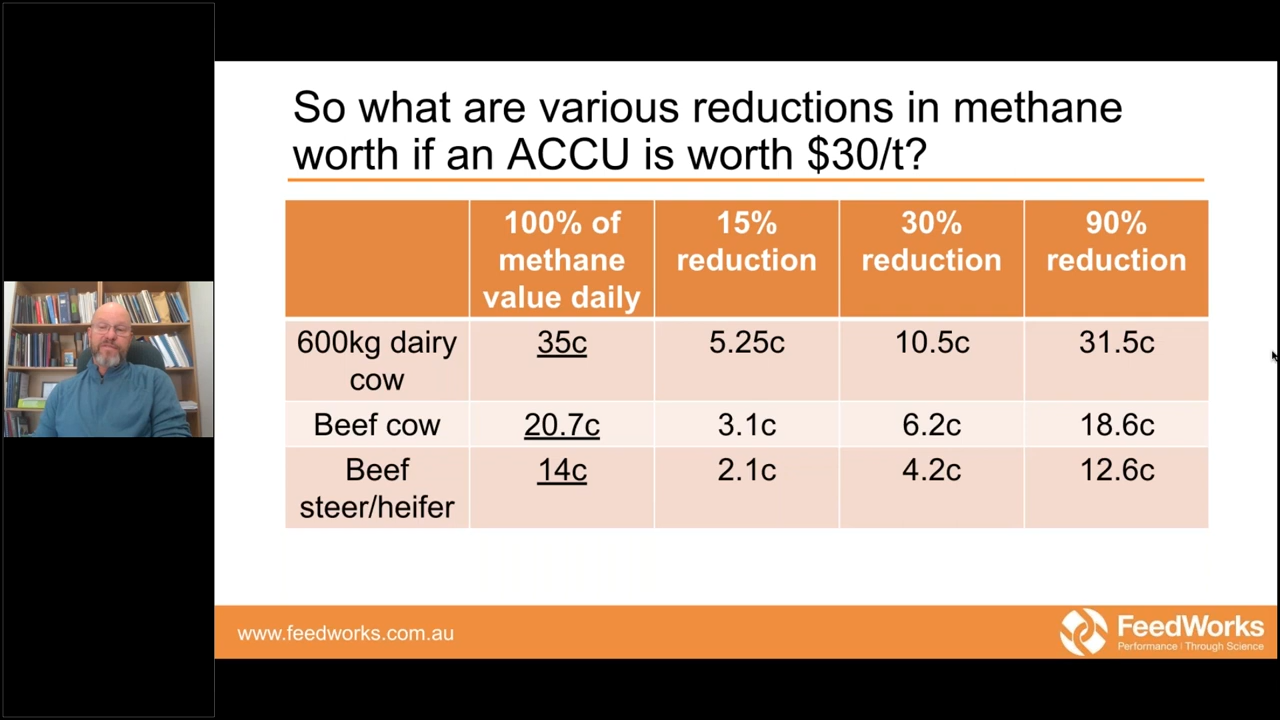 So what are various reductions in methane
worth if an ACCU is worth $30/t?
100% of
methane
value daily
15%
reduction
30%
reduction
90%
reduction
600kg dairy
cow
35c
5.25c
10.5c
31.5c
Beef cow
20.7c
3.1c
6.2c
18.6c
Beef
steer/heifer
14c
2.1c
4.2c
12.6c
www.feedworks.com.au
FeedWorks
Performance | Through Science